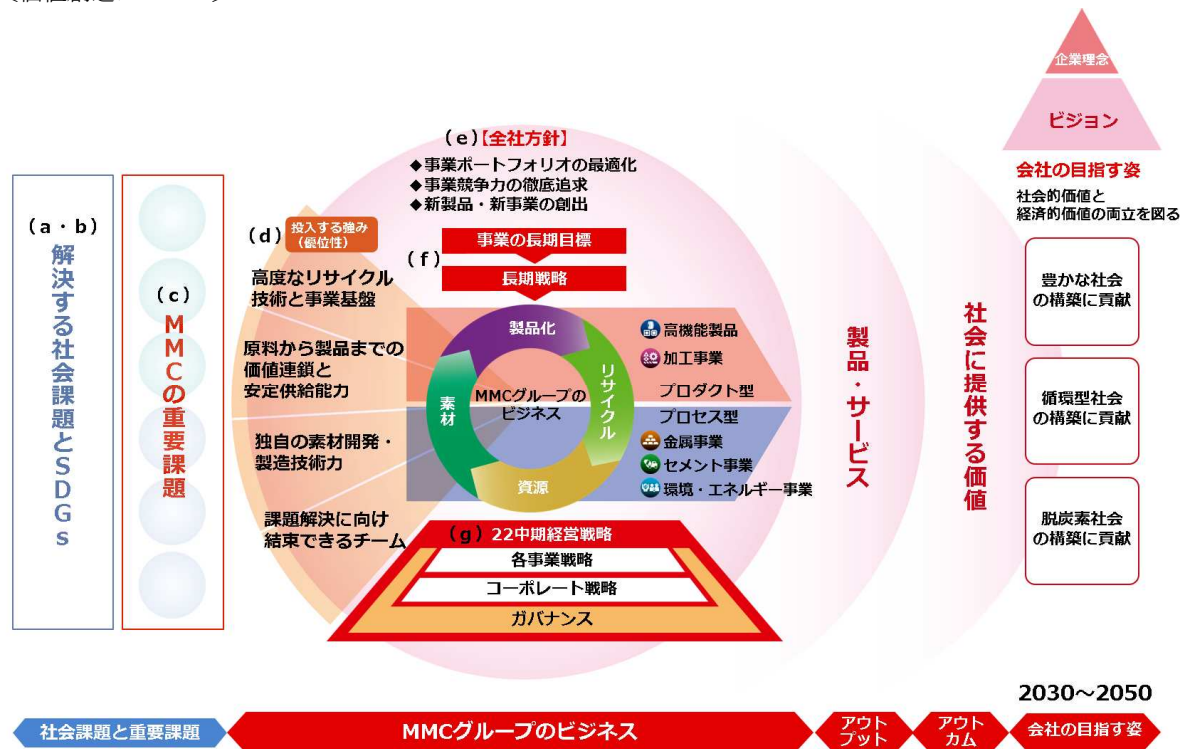 企業理念
ビジョン
会社の目指す姿
社会的価値と
経済的価値の両立を図る
(a・b)
解決する社会課題とSDGs
(c)
MMCの重要課題
(d)
投入する強み
(優位性)
高度なリサイクル
技術と事業基盤
原料から製品までの
価値連鎖と
安定供給能力
独自の素材開発・
製造技術力
課題解決に向け
結束できるチーム
(e)【全社方針】
◆事業ポートフォリオの最適化
◆事業競争力の徹底追求
◆新製品・新事業の創出
事業の長期目標
(f)
長期戦略
製品化
リサイクル
資源
素材
MMCグループの
ビジネス
高機能製品
加工事業
プロダクト型
プロセス型
金属事業
セメント事業
環境・エネルギー事業
(g)22中期経営戦略
各事業戦略
コーポレート戦略
ガバナンス
製品・サービス
社会に提供する価値
豊かな社会
の構築に貢献
循環型社会
の構築に貢献
脱炭素社会
の構築に貢献
2030~2050
社会課題と重要課題
MMCグループのビジネス
アウト
プット
アウト
カム
会社の目指す姿